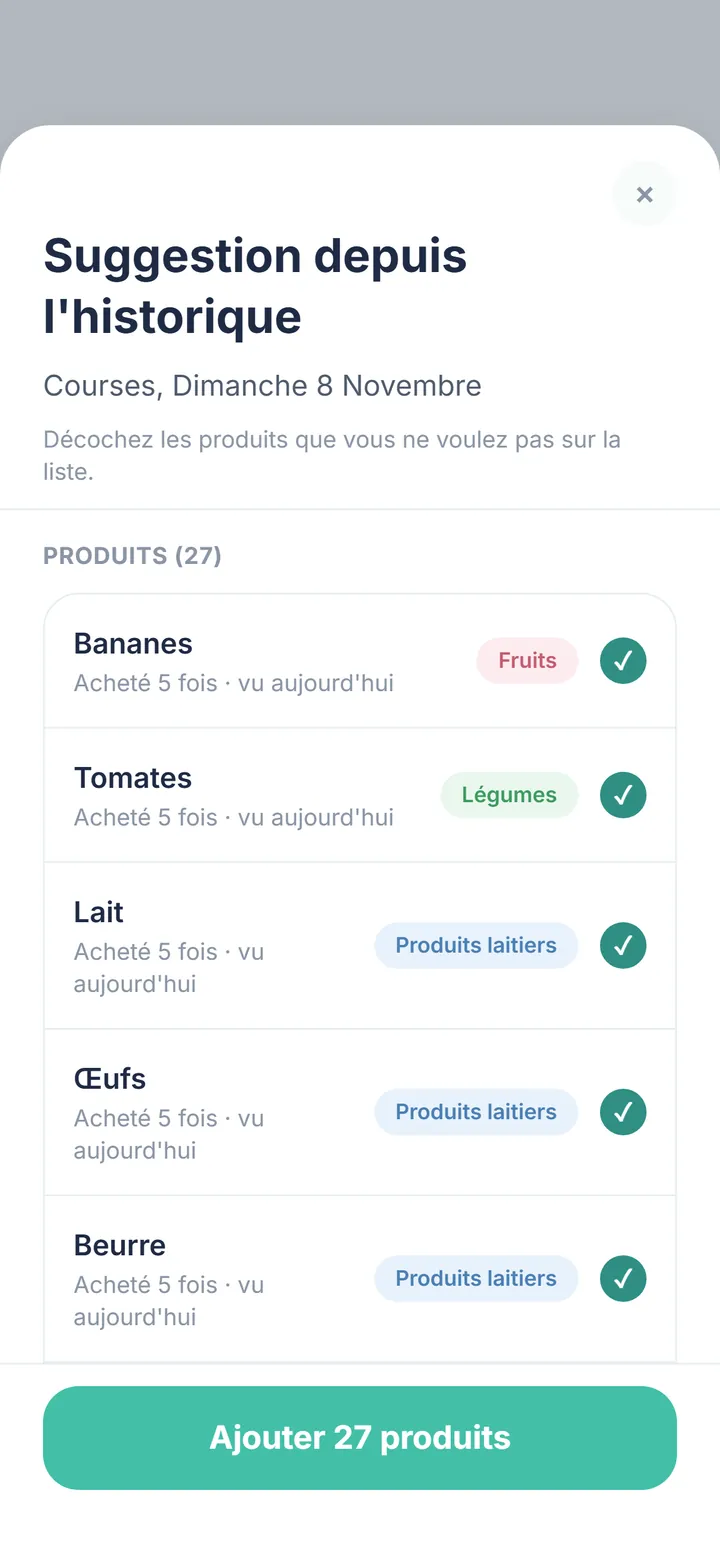 ×
Suggestion depuis
l'historique
Courses, Dimanche 8 Novembre
Décochez les produits que vous ne voulez pas sur la
liste.
PRODUITS (27)
Bananes
Acheté 5 fois · vu aujourd'hui
Fruits
✓
Tomates
Acheté 5 fois · vu aujourd'hui
Légumes
✓
Lait
Acheté 5 fois · vu
aujourd'hui
Produits laitiers
✓
Œufs
Acheté 5 fois · vu
aujourd'hui
Produits laitiers
✓
Beurre
Acheté 5 fois · vu
aujourd'hui
Produits laitiers
✓
Ajouter 27 produits